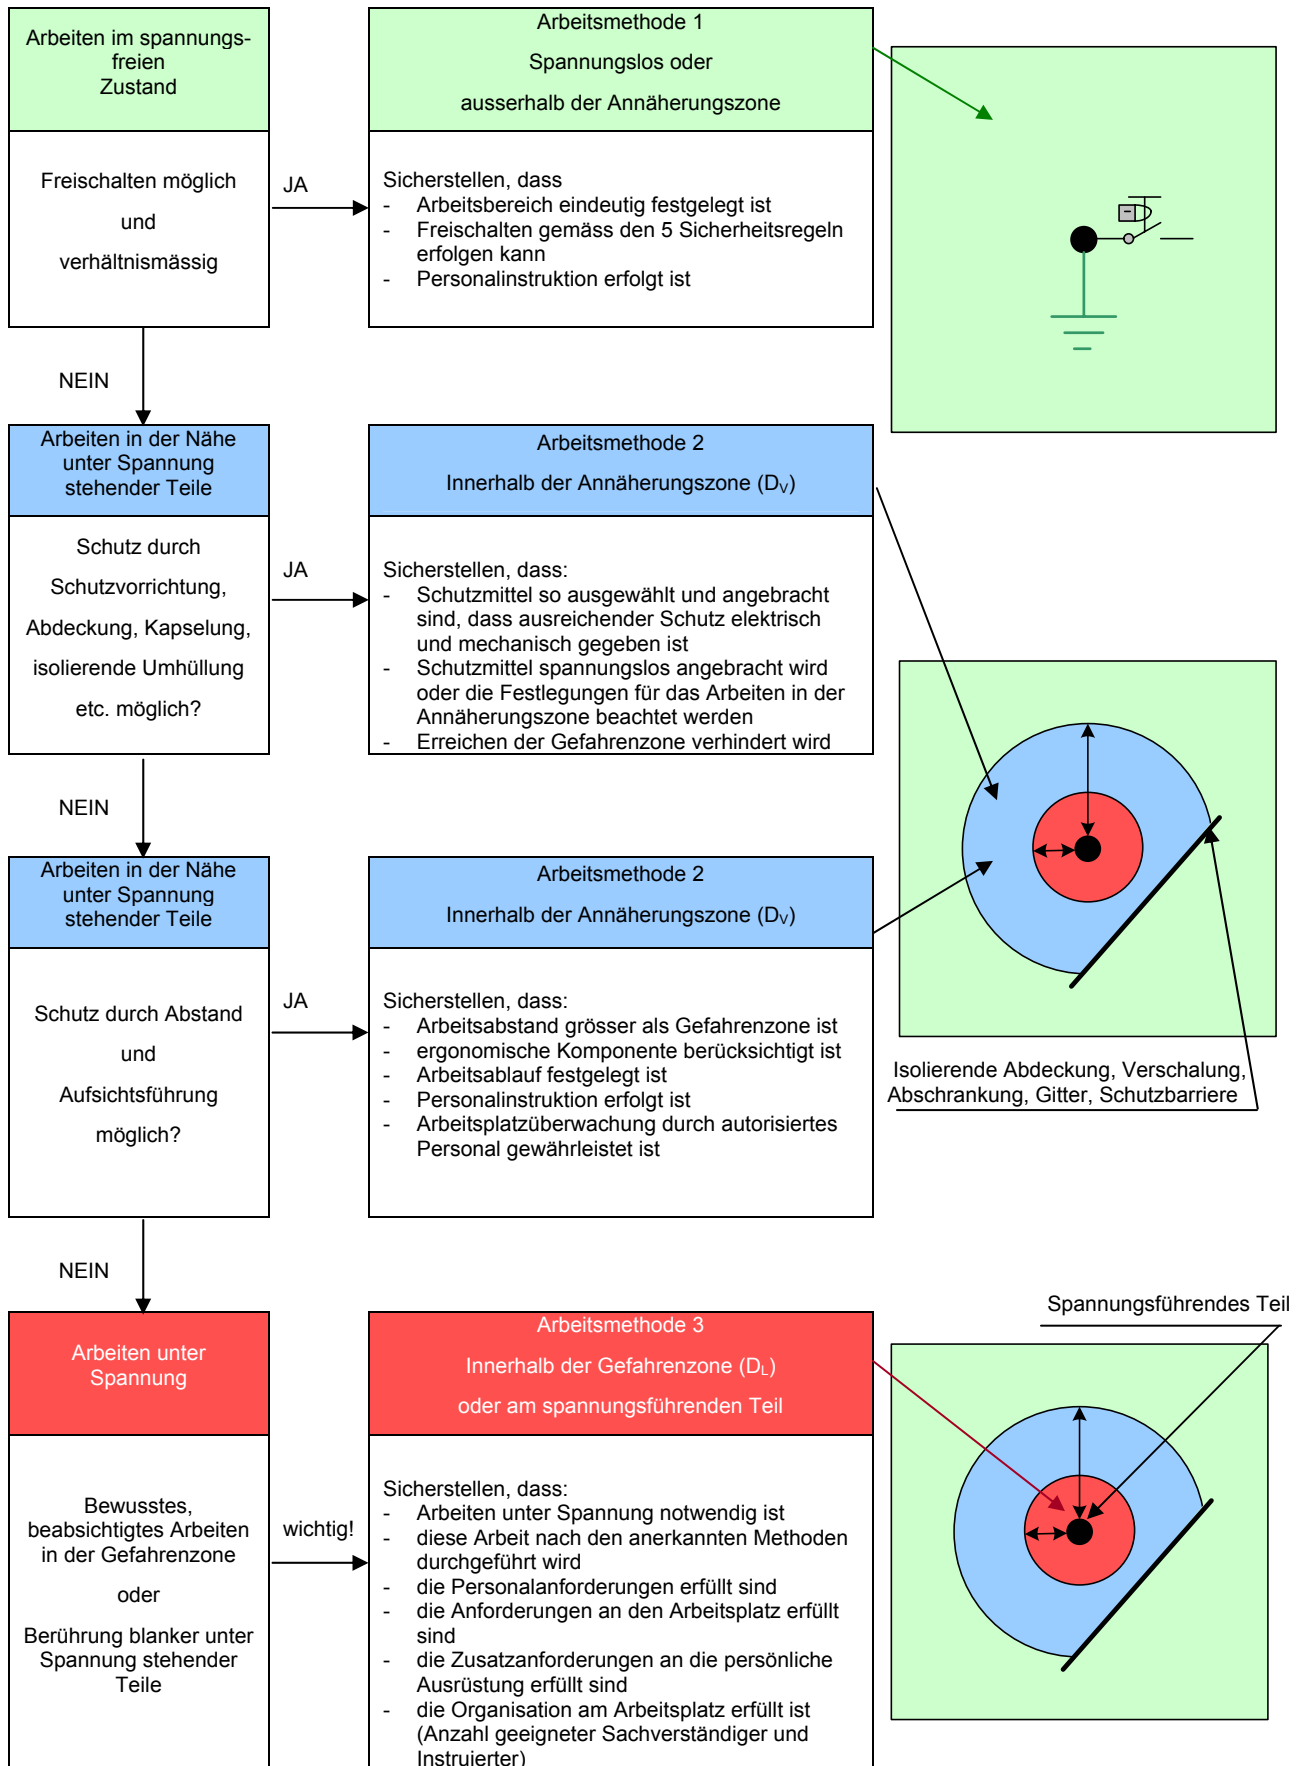 Arbeiten im spannungs-
freien
Zustand
Freischalten möglich
und
verhältnismässig
JA
Arbeitsmethode 1
Spannungslos oder
ausserhalb der Annäherungszone
Sicherstellen, dass
- Arbeitsbereich eindeutig festgelegt ist
- Freischalten gemäss den 5 Sicherheitsregeln
erfolgen kann
- Personalinstruktion erfolgt ist
NEIN
Arbeiten in der Nähe
unter Spannung
stehender Teile
Schutz durch
Schutzvorrichtung,
Abdeckung, Kapselung,
isolierende Umhüllung
etc. möglich?
JA
Arbeitsmethode 2
Innerhalb der Annäherungszone (DV)
Sicherstellen, dass:
- Schutzmittel so ausgewählt und angebracht
sind, dass ausreichender Schutz elektrisch
und mechanisch gegeben ist
- Schutzmittel spannungslos angebracht wird
oder die Festlegungen für das Arbeiten in der
Annäherungszone beachtet werden
- Erreichen der Gefahrenzone verhindert wird
NEIN
Arbeiten in der Nähe
unter Spannung
stehender Teile
Schutz durch Abstand
und
Aufsichtsführung
möglich?
JA
Arbeitsmethode 2
Innerhalb der Annäherungszone (DV)
Sicherstellen, dass:
- Arbeitsabstand grösser als Gefahrenzone ist
- ergonomische Komponente berücksichtigt ist
- Arbeitsablauf festgelegt ist
- Personalinstruktion erfolgt ist
- Arbeitsplatzüberwachung durch autorisiertes
Personal gewährleistet ist
Isolierende Abdeckung, Verschalung,
Abschrankung, Gitter, Schutzbarriere
NEIN
Arbeiten unter
Spannung
Bewusstes,
beabsichtigtes Arbeiten
in der Gefahrenzone
oder
Berührung blanker unter
Spannung stehender
Teile
wichtig!
Arbeitsmethode 3
Innerhalb der Gefahrenzone (DL)
oder am spannungsführenden Teil
Sicherstellen, dass:
- Arbeiten unter Spannung notwendig ist
- diese Arbeit nach den anerkannten Methoden
durchgeführt wird
- die Personalanforderungen erfüllt sind
- die Anforderungen an den Arbeitsplatz erfüllt
sind
- die Zusatzanforderungen an die persönliche
Ausrüstung erfüllt sind
- die Organisation am Arbeitsplatz erfüllt ist
(Anzahl geeigneter Sachverständiger und
Instruierter)
Spannungsführendes Teil